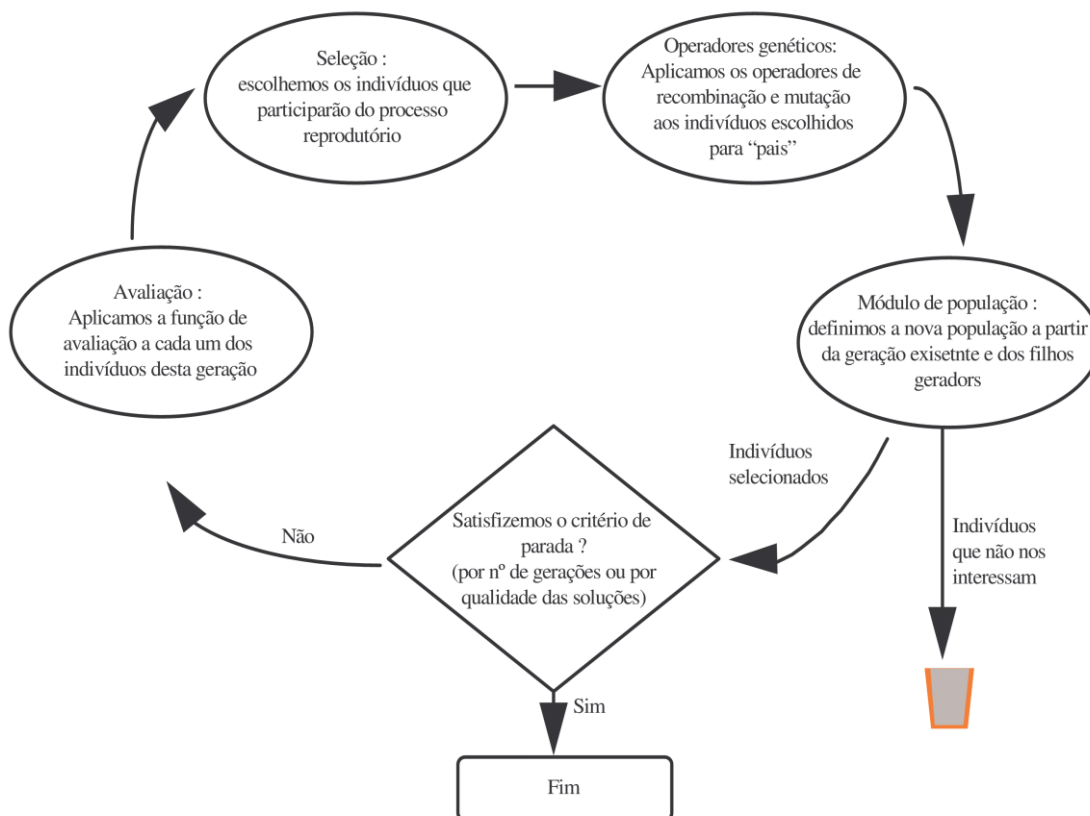 Seleção :
escolhemos os indivíduos que
participarão do processo
reprodutório
Operadores genéticos:
Aplicamos os operadores de
recombinação e mutação
aos indivíduos escolhidos
para “pais”
Avaliação :
Aplicamos a função de
avaliação a cada um dos
indivíduos desta geração
Módulo de população :
definimos a nova população a partir
da geração exisetnte e dos filhos
geradors
Indivíduos
selecionados
Indivíduos
que não nos
interessam
Satisfizemos o critério de
parada ?
(por nº de gerações ou por
qualidade das soluções)
Não
Sim
Fim